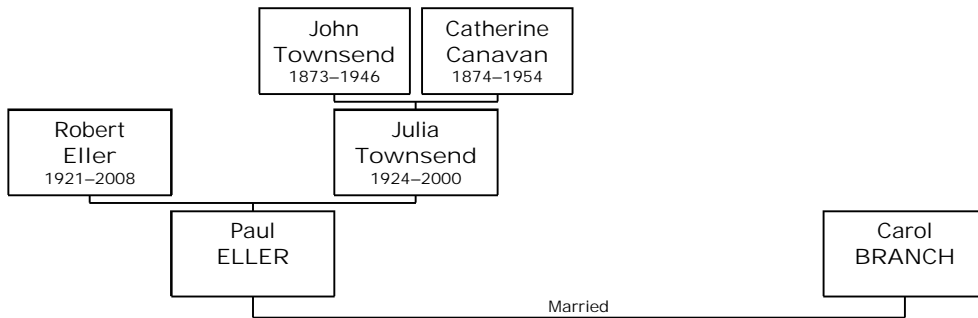 John
Townsend
1873–1946
Catherine
Canavan
1874–1954
Robert
Eller
1921–2008
Julia
Townsend
1924–2000
Paul
ELLER
Carol
BRANCH
Married